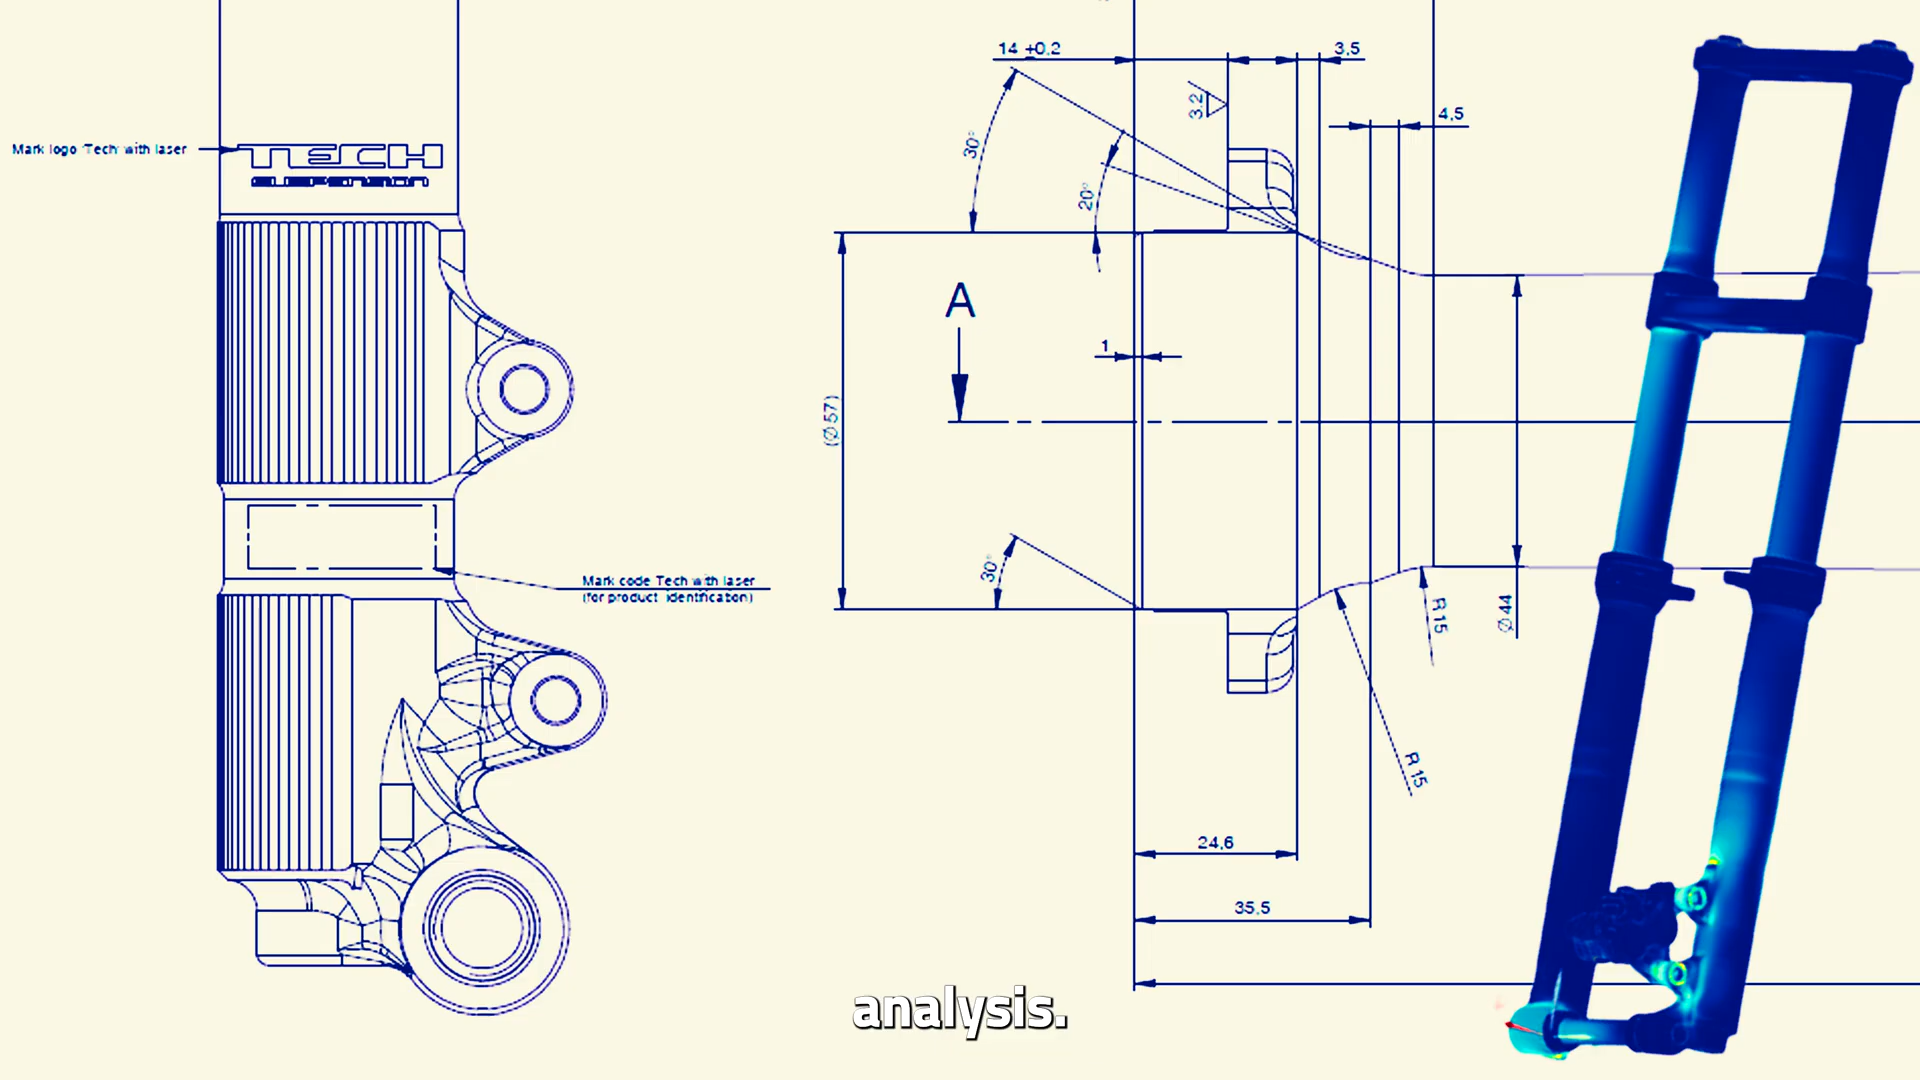 14 ±0,2
3,5
3.2
4,5
Mark logo 'Tech' with laser
TECH
SUSPENSION
30°
20°
A
1
(Ø57)
30°
Mark code Tech with laser
(for product identification)
R15
Ø44
R15
24,6
35,5
analysis.